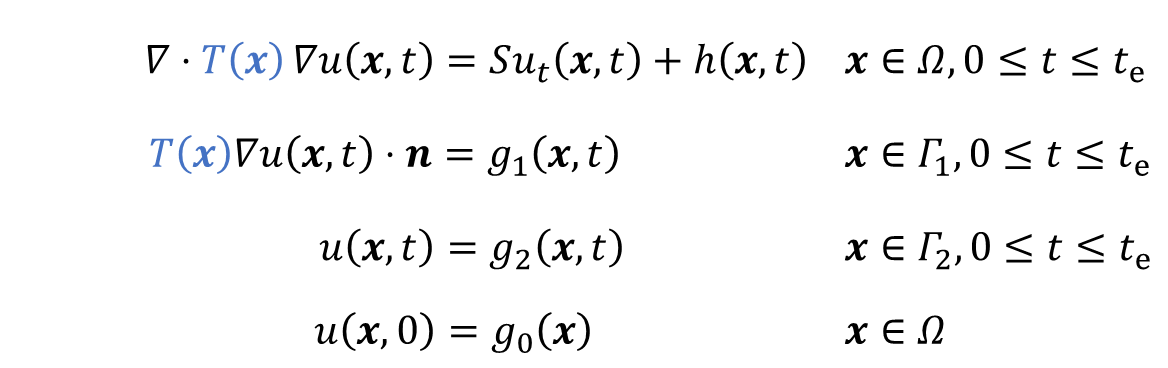 ∇ · T(x) ∇u(x, t) = Su_t(x, t) + h(x, t) x ∈ Ω, 0 ≤ t ≤ t_e
T(x)∇u(x, t) · n = g_1(x, t) x ∈ Γ_1, 0 ≤ t ≤ t_e
u(x, t) = g_2(x, t) x ∈ Γ_2, 0 ≤ t ≤ t_e
u(x, 0) = g_0(x) x ∈ Ω